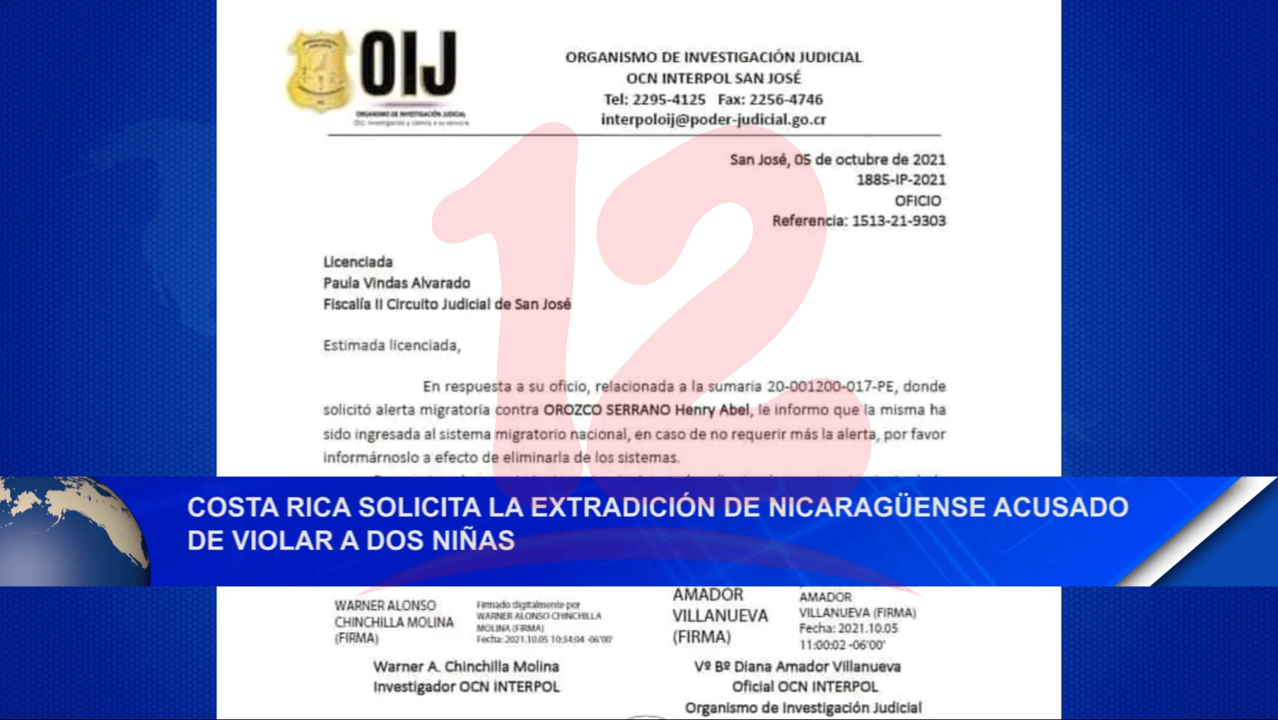 OIJ
ORGANISMO DE INVESTIGACIÓN JUDICIAL
ORGANISMO DE INVESTIGACIÓN JUDICIAL
OCN INTERPOL SAN JOSÉ
Tel: 2295-4125 Fax: 2256-4746
interpoloij@poder-judicial.go.cr
San José, 05 de octubre de 2021
1885-IP-2021
OFICIO
Referencia: 1513-21-9303
12
Licenciada
Paula Vindas Alvarado
Fiscalía II Circuito Judicial de San José
Estimada licenciada,
En respuesta a su oficio, relacionada a la sumaria 20-001200-017-PE, donde
solicitó alerta migratoria contra OROZCO SERRANO Henry Abel, le informo que la misma ha
sido ingresada al sistema migratorio nacional, en caso de no requerir más la alerta, por favor
informárnoslo a efecto de eliminarla de los sistemas.
COSTA RICA SOLICITA LA EXTRADICIÓN DE NICARAGÜENSE ACUSADO
DE VIOLAR A DOS NIÑAS
WARNER ALONSO
CHINCHILLA MOLINA
(FIRMA)
Firmado digitalmente por
WARNER ALONSO CHINCHILLA
MOLINA (FIRMA)
Fecha: 2021.10.05 10:34:04 -06'00'
AMADOR
VILLANUEVA
(FIRMA)
AMADOR
VILLANUEVA (FIRMA)
Fecha: 2021.10.05
11:00:02 -06'00'
Warner A. Chinchilla Molina
Investigador OCN INTERPOL
Vº Bº Diana Amador Villanueva
Oficial OCN INTERPOL
Organismo de Investigación Judicial